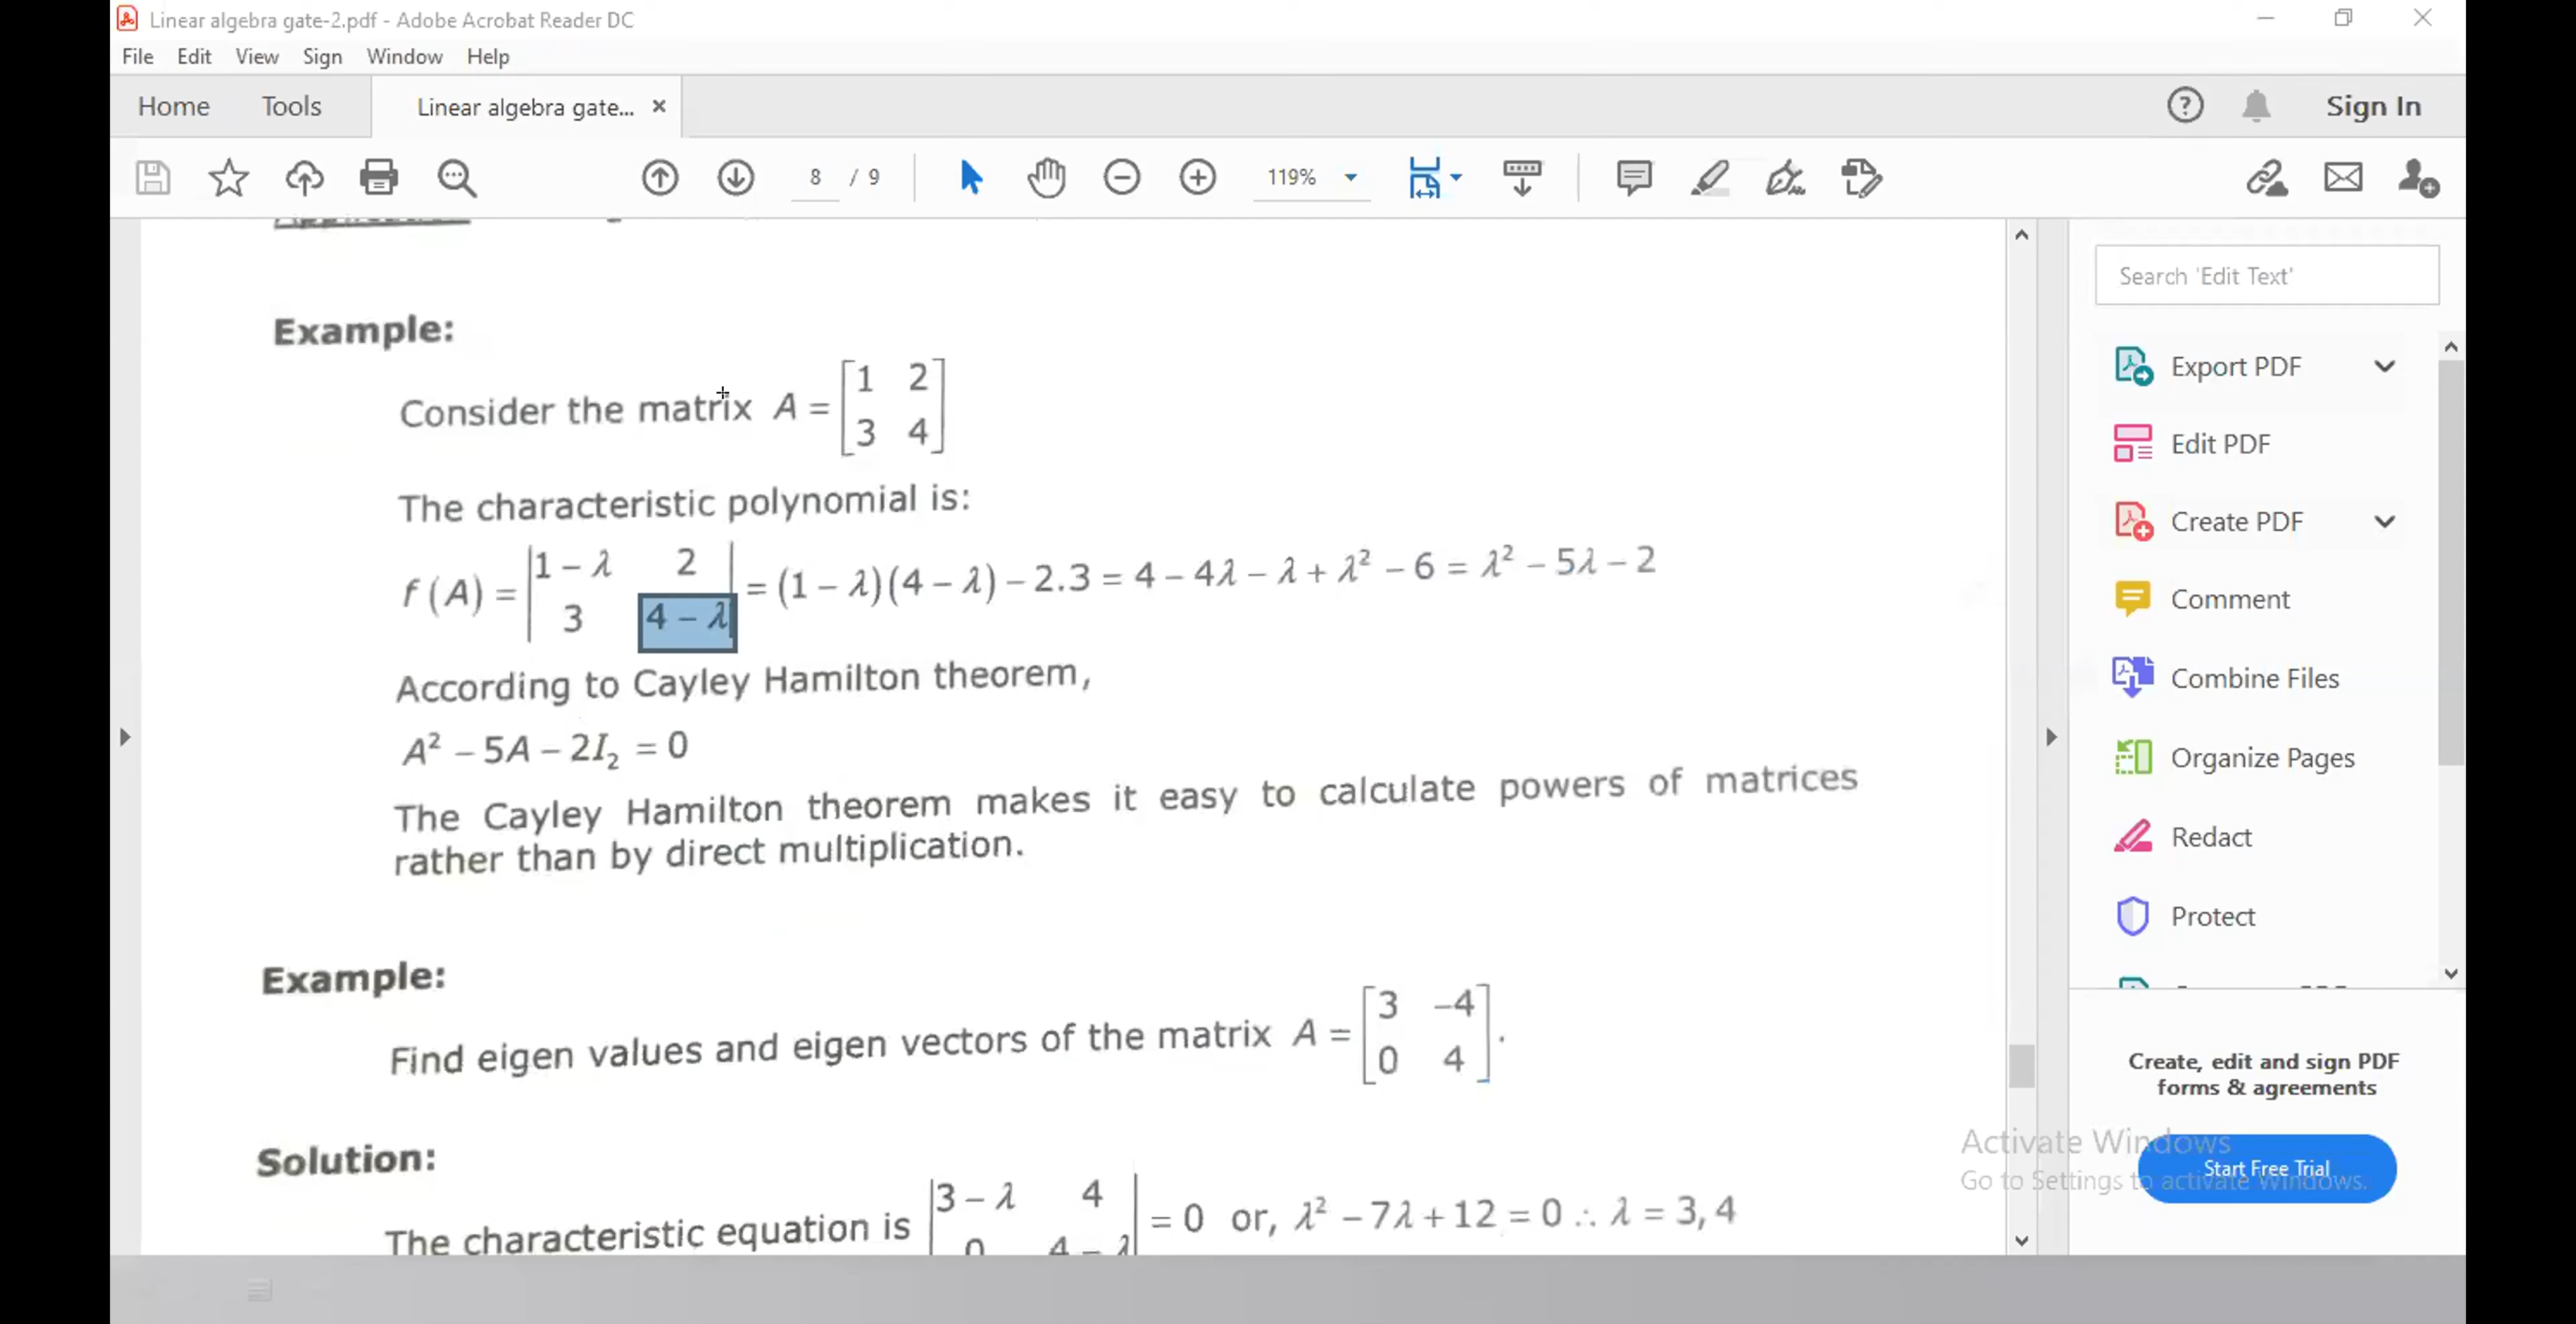 Linear algebra gate-2.pdf - Adobe Acrobat Reader DC
File Edit View Sign Window Help
Home Tools Linear algebra gate... × Sign In
8 / 9 119%
Example:
Consider the matrix A = [1 2
3 4]
The characteristic polynomial is:
f(A) = |1 − λ 2
3 4 − λ| = (1 − λ)(4 − λ) − 2.3 = 4 − 4λ − λ + λ² − 6 = λ² − 5λ − 2
According to Cayley Hamilton theorem,
A² − 5A − 2I₂ = 0
The Cayley Hamilton theorem makes it easy to calculate powers of matrices
rather than by direct multiplication.
Example:
Find eigen values and eigen vectors of the matrix A = [3 −4
0 4].
Solution:
The characteristic equation is |3 − λ 4
0 4 − λ| = 0 or, λ² − 7λ + 12 = 0 ∴ λ = 3, 4
Search 'Edit Text'
Export PDF
Edit PDF
Create PDF
Comment
Combine Files
Organize Pages
Redact
Protect
Create, edit and sign PDF
forms & agreements
Start Free Trial
Activate Windows
Go to Settings to activate Windows.